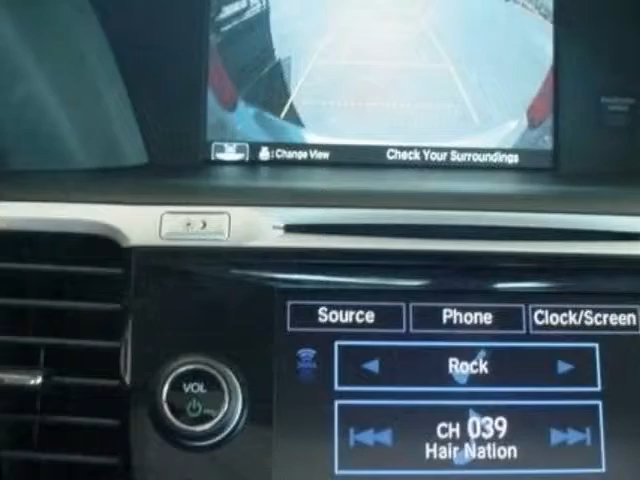 : Change View
Check Your Surroundings
Source
Phone
Clock/Screen
Rock
VOL
CH 039
Hair Nation